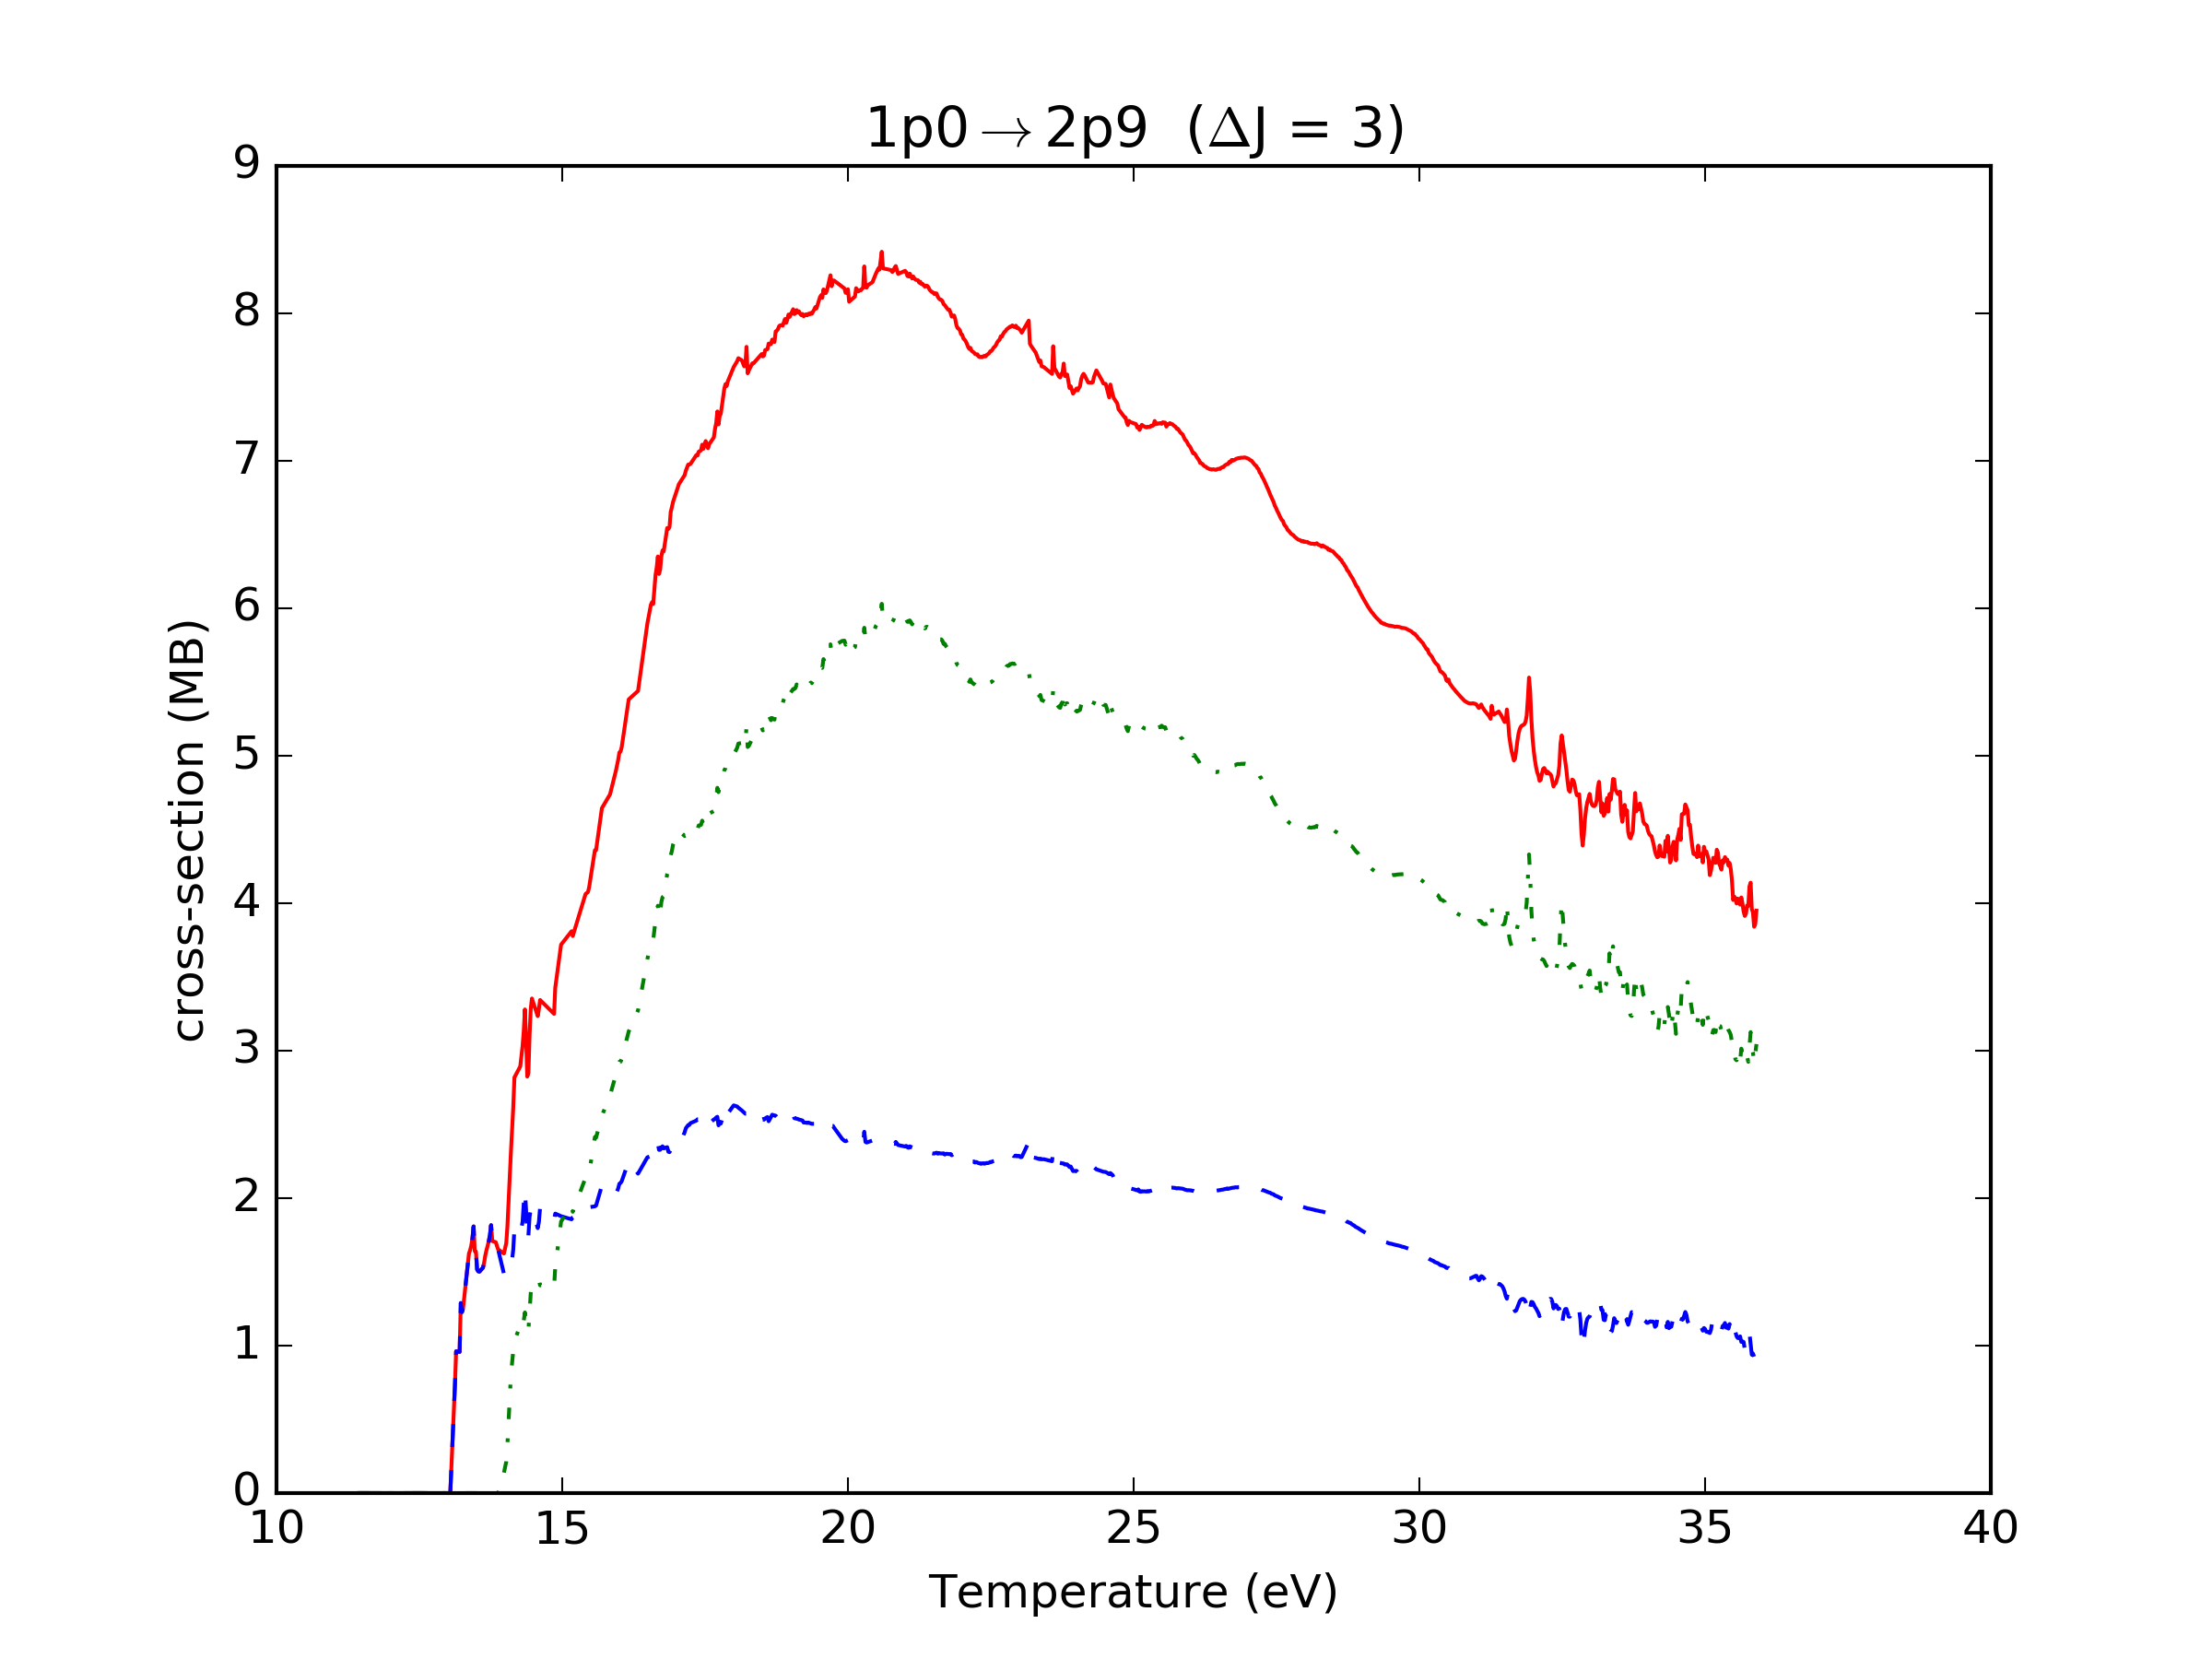 1p0→2p9 (ΔJ = 3)
9
8
7
6
5
4
3
2
1
0
cross-section (MB)
10 15 20 25 30 35 40
Temperature (eV)